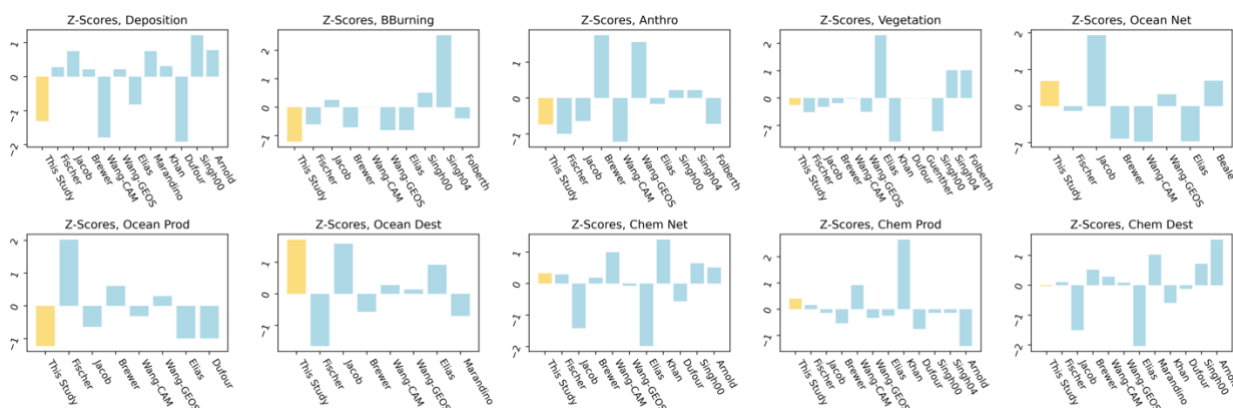 Z-Scores, Deposition
1
0
−1
−2
This Study
Fischer
Jacob
Brewer
Wang-CAM
Wang-GEOS
Elias
Marandino
Khan
Dufour
Singh00
Arnold
Z-Scores, BBurning
2
1
0
−1
This Study
Fischer
Jacob
Brewer
Wang-CAM
Wang-GEOS
Elias
Singh00
Singh04
Folberth
Z-Scores, Anthro
1
0
−1
This Study
Fischer
Jacob
Brewer
Wang-CAM
Wang-GEOS
Elias
Singh00
Singh04
Folberth
Z-Scores, Vegetation
2
1
0
−1
This Study
Fischer
Jacob
Brewer
Wang-CAM
Wang-GEOS
Elias
Khan
Dufour
Guenther
Singh00
Singh04
Folberth
Z-Scores, Ocean Net
2
1
0
−1
This Study
Fischer
Jacob
Brewer
Wang-CAM
Wang-GEOS
Elias
Beale
Z-Scores, Ocean Prod
2
1
0
−1
This Study
Fischer
Jacob
Brewer
Wang-CAM
Wang-GEOS
Elias
Dufour
Z-Scores, Ocean Dest
1
0
−1
This Study
Fischer
Jacob
Brewer
Wang-CAM
Wang-GEOS
Elias
Marandino
Z-Scores, Chem Net
1
0
−1
−2
This Study
Fischer
Jacob
Brewer
Wang-CAM
Wang-GEOS
Elias
Khan
Dufour
Singh00
Arnold
Z-Scores, Chem Prod
2
1
0
−1
This Study
Fischer
Jacob
Brewer
Wang-CAM
Wang-GEOS
Elias
Khan
Dufour
Singh00
Singh04
Arnold
Z-Scores, Chem Dest
1
0
−1
−2
This Study
Fischer
Jacob
Brewer
Wang-CAM
Wang-GEOS
Elias
Marandino
Khan
Dufour
Singh00
Arnold